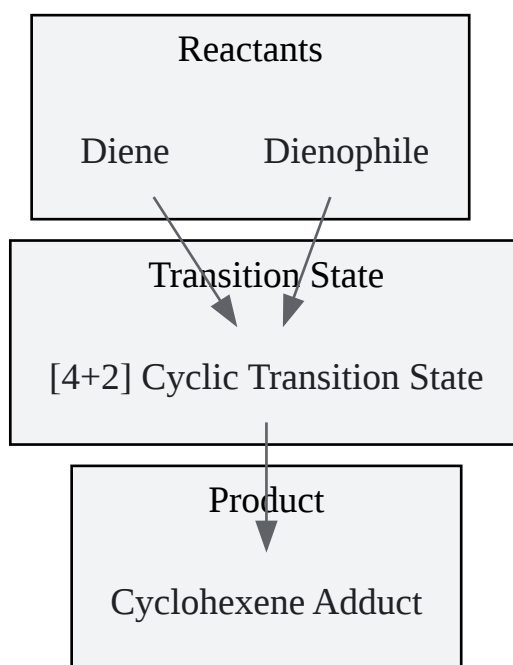 Reactants
Diene Dienophile
Transition State
[4+2] Cyclic Transition State
Product
Cyclohexene Adduct